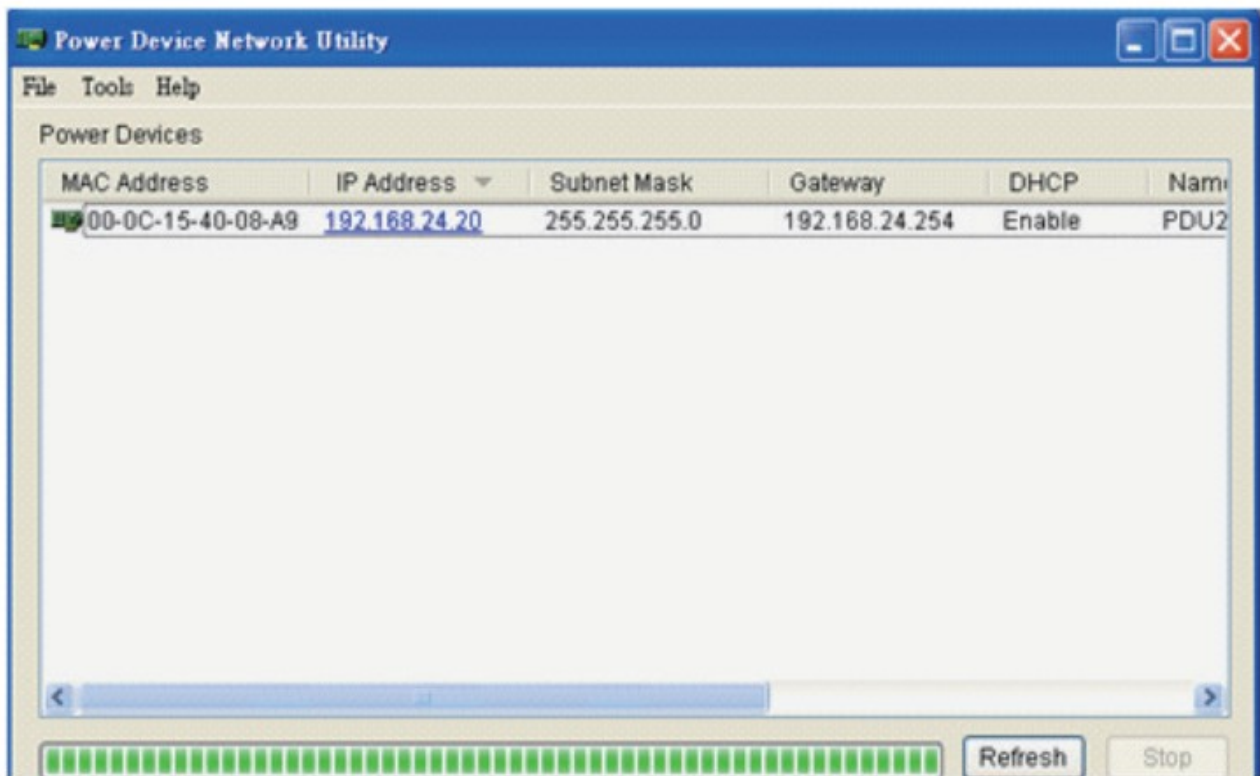 Power Device Network Utility
File Tools Help
Power Devices
MAC Address IP Address Subnet Mask Gateway DHCP
00-0C-15-40-08-A9 192.168.24.20 255.255.255.0 192.168.24.254 Enable PDU2
Refresh Stop